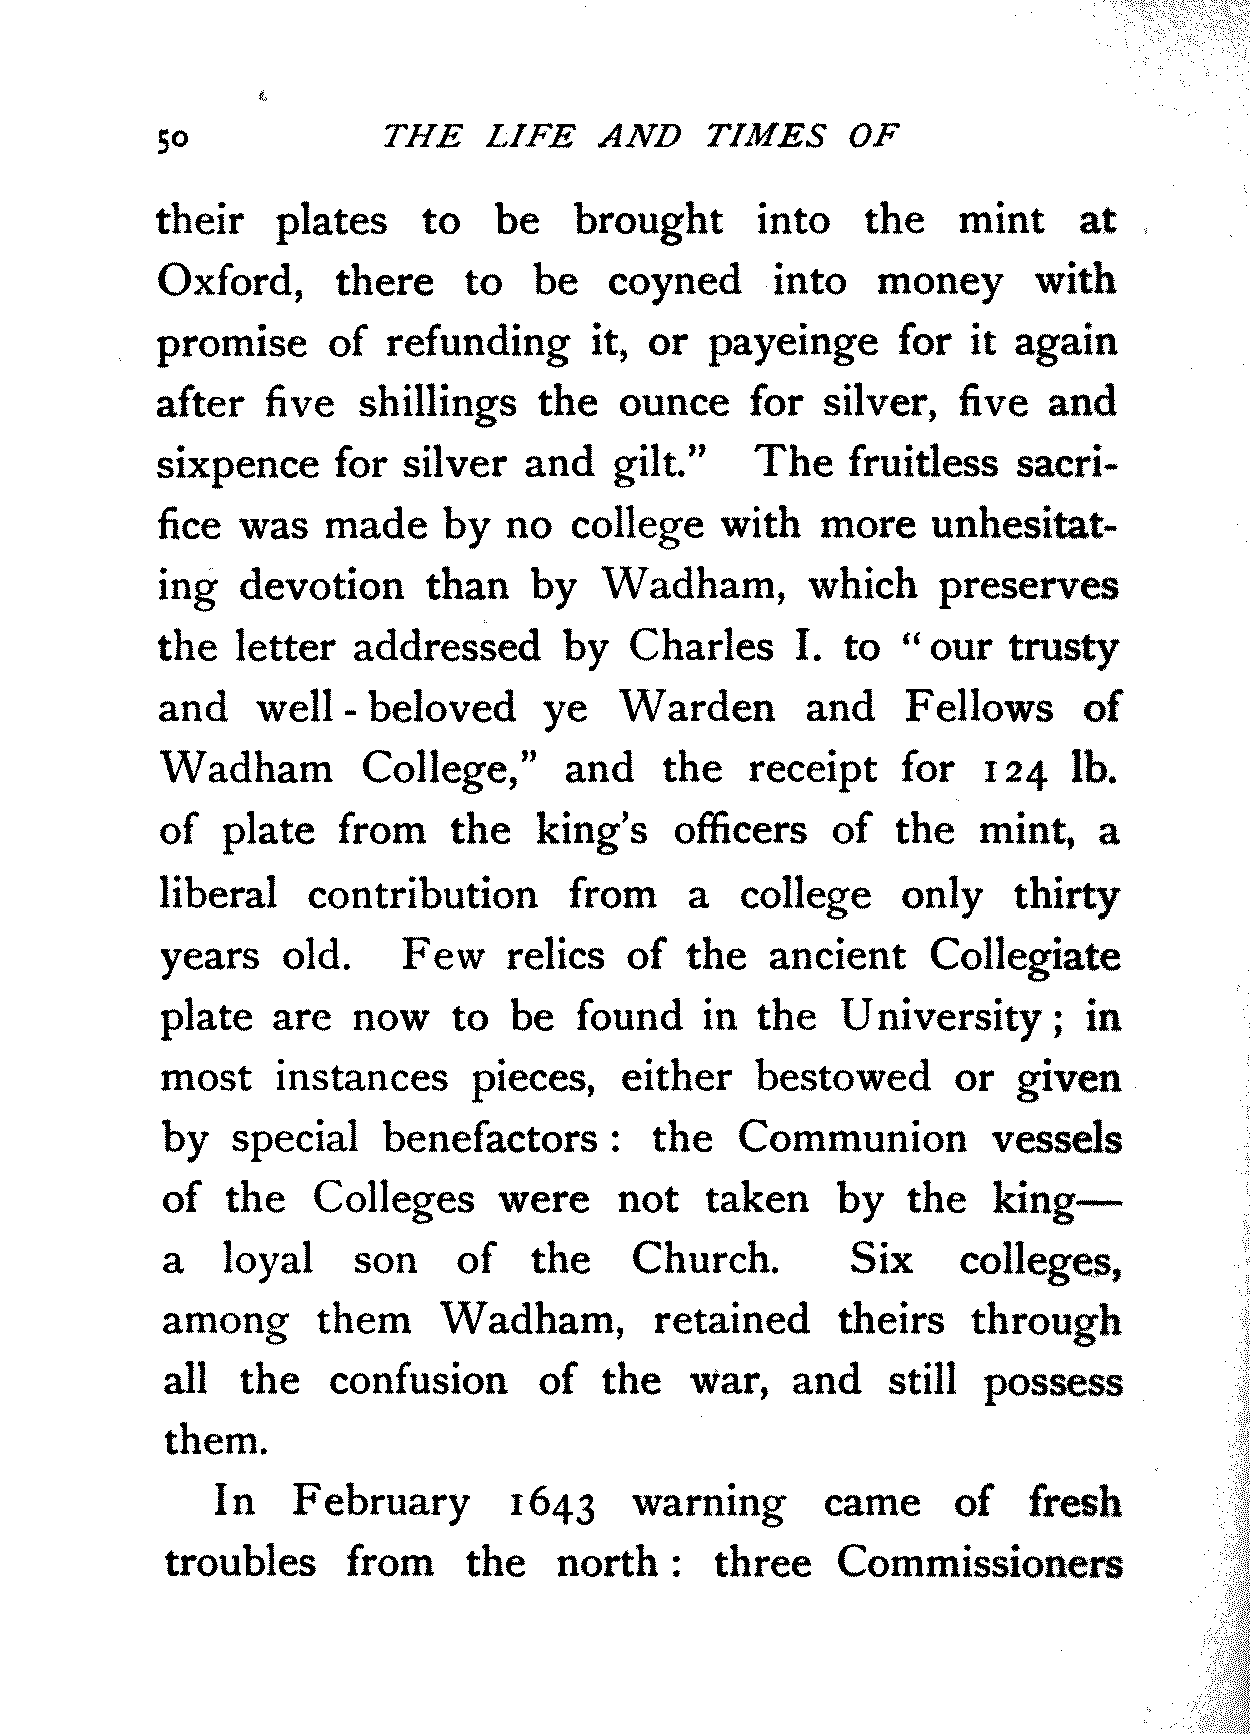 50 THE LIFE AND TIMES OF
their plates to be brought into the mint at
Oxford, there to be coyned into money with
promise of refunding it, or payeinge for it again
after five shillings the ounce for silver, five and
sixpence for silver and gilt.” The fruitless sacri-
fice was made by no college with more unhesitat-
ing devotion than by Wadham, which preserves
the letter addressed by Charles I. to “our trusty
and well-beloved ye Warden and Fellows of
Wadham College,” and the receipt for 124 lb.
of plate from the king’s officers of the mint, a
liberal contribution from a college only thirty
years old. Few relics of the ancient Collegiate
plate are now to be found in the University; in
most instances pieces, either bestowed or given
by special benefactors: the Communion vessels
of the Colleges were not taken by the king—
a loyal son of the Church. Six colleges,
among them Wadham, retained theirs through
all the confusion of the war, and still possess
them.
In February 1643 warning came of fresh
troubles from the north: three Commissioners